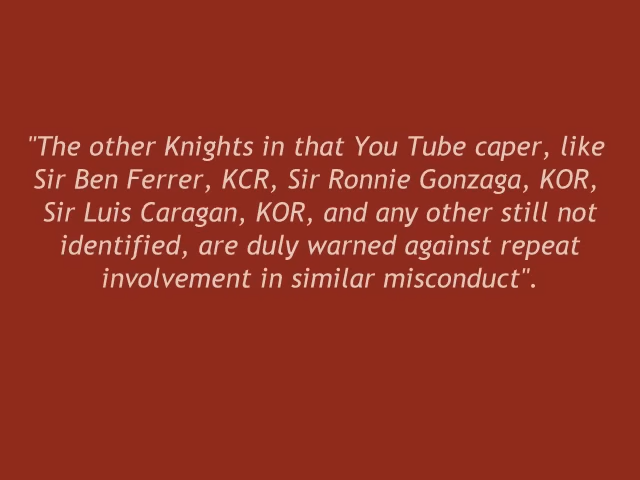 "The other Knights in that You Tube caper, like
Sir Ben Ferrer, KCR, Sir Ronnie Gonzaga, KOR,
Sir Luis Caragan, KOR, and any other still not
identified, are duly warned against repeat
involvement in similar misconduct".